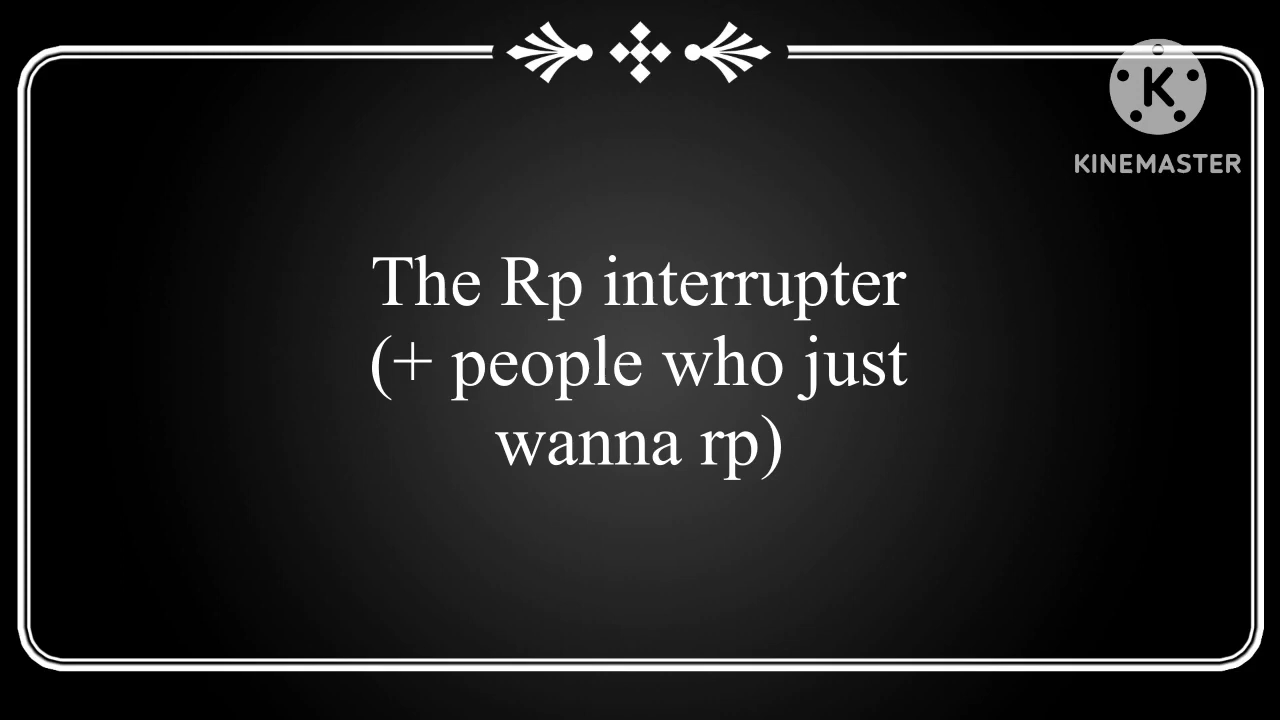 K
KINEMASTER
The Rp interrupter
(+ people who just
wanna rp)